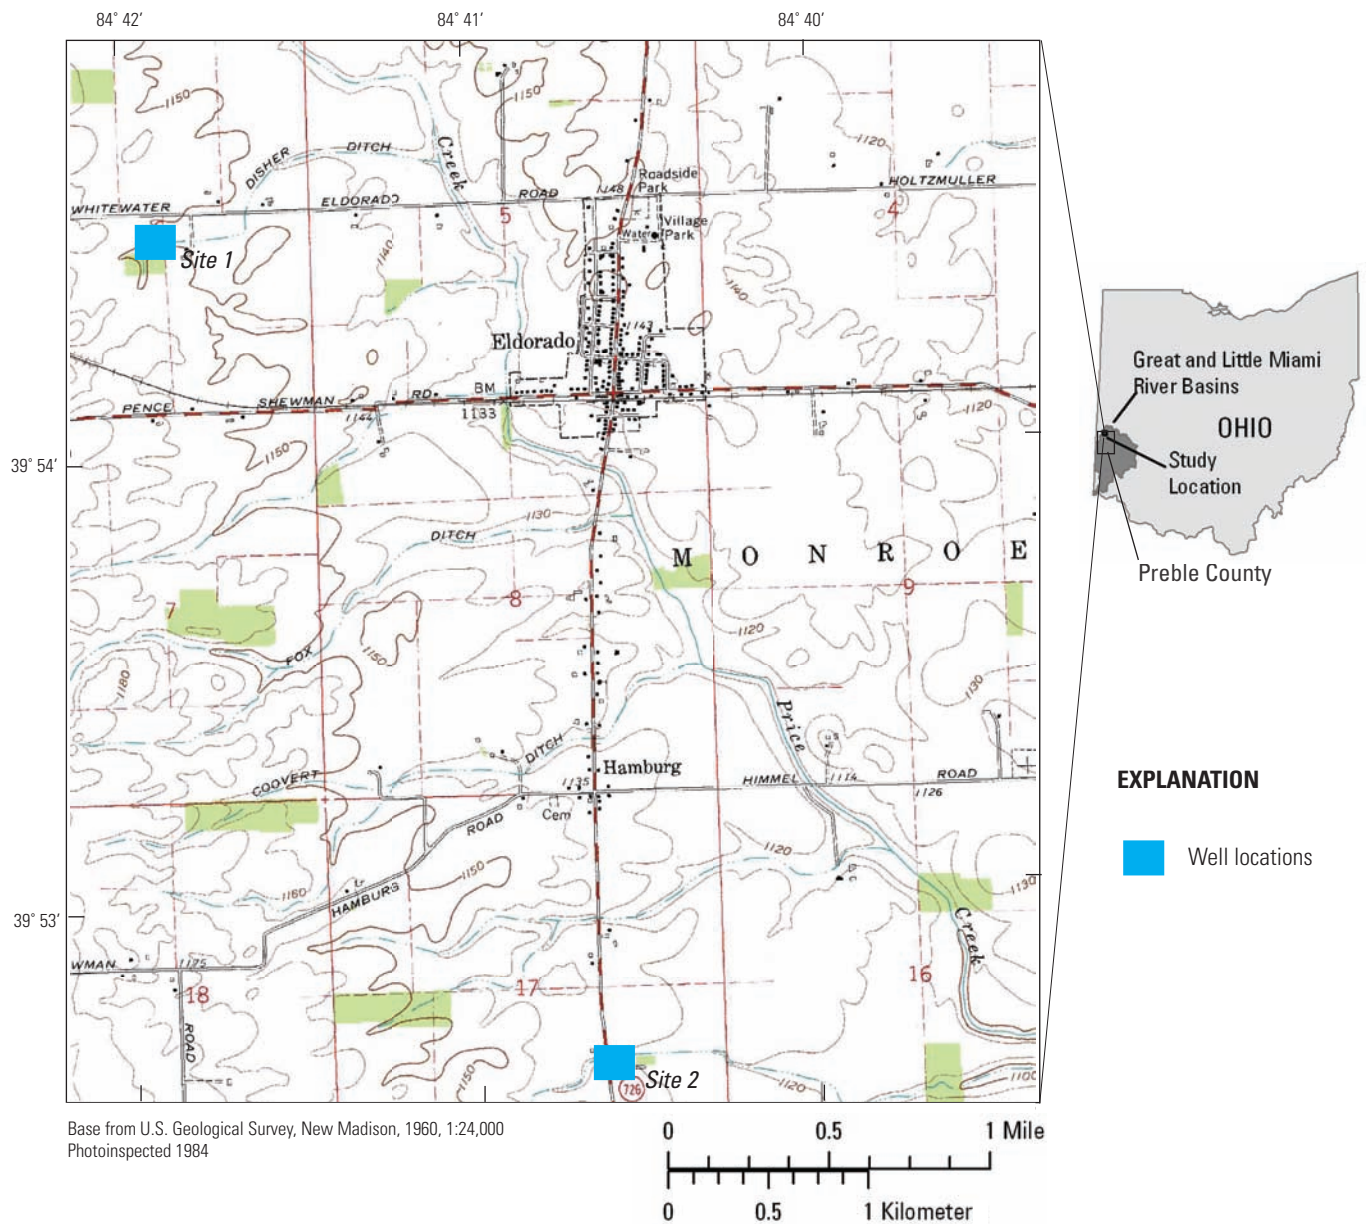 84° 42’
84° 41’
84° 40’
1150
1150
DISHER
DITCH
Creek
1120
Roadside
Park
1148
HOLTZMULLER
WHITEWATER
ELDORADO
ROAD
5
4
Village
Park
Water
Site 1
1140
1140
1143
Eldorado
BM
1133
PENCE
SHEWMAN
RD
1144
1120
39° 54’
1150
1130
DITCH
M O N R O E
7
8
9
1120
FOX
1150
1180
1130
Price
DITCH
Hamburg
COOVERT
1135
HIMMEL
1114
ROAD
1126
Cem
ROAD
1120
1150
1160
HAMBURG
1130
39° 53’
Creek
WMAN
1175
18
17
16
ROAD
1150
Site 2
726
1120
1100
Great and Little Miami
River Basins
OHIO
Study
Location
Preble County
EXPLANATION
Well locations
Base from U.S. Geological Survey, New Madison, 1960, 1:24,000
Photoinspected 1984
0 0.5 1 Mile
0 0.5 1 Kilometer